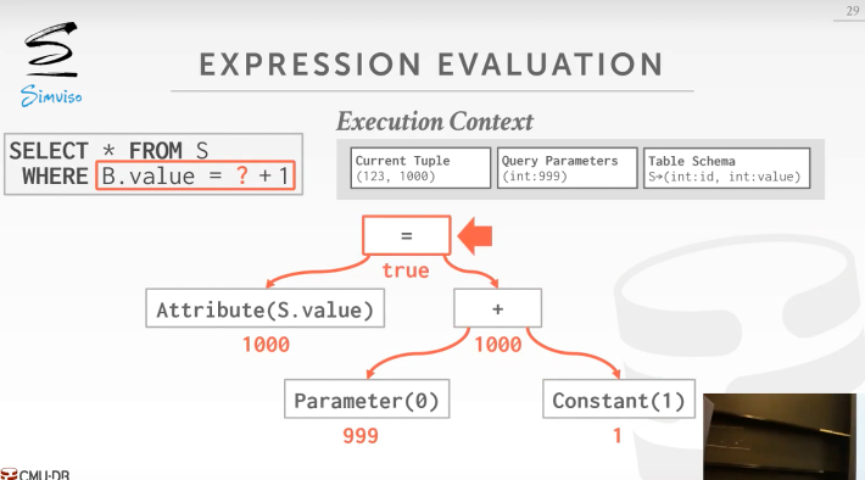 29
Simviso
EXPRESSION EVALUATION
Execution Context
SELECT * FROM S
WHERE B.value = ? + 1
Current Tuple
(123, 1000)
Query Parameters
(int:999)
Table Schema
S→(int:id, int:value)
=
true
Attribute(S.value)
+
1000
1000
Parameter(0)
Constant(1)
999
1
CMU·DB